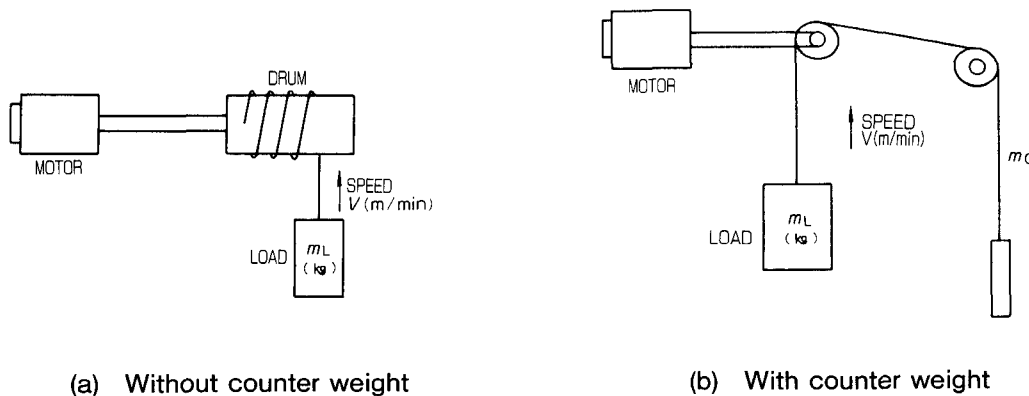 DRUM
MOTOR
SPEED
V (m/min)
LOAD
mL
(kg)
(a) Without counter weight
MOTOR
SPEED
V(m/min)
LOAD
mL
(kg)
(b) With counter weight